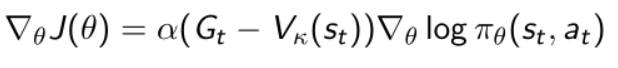 ∇θJ(θ) = α(Gₜ − Vκ(sₜ))∇θ log πθ(sₜ, aₜ)